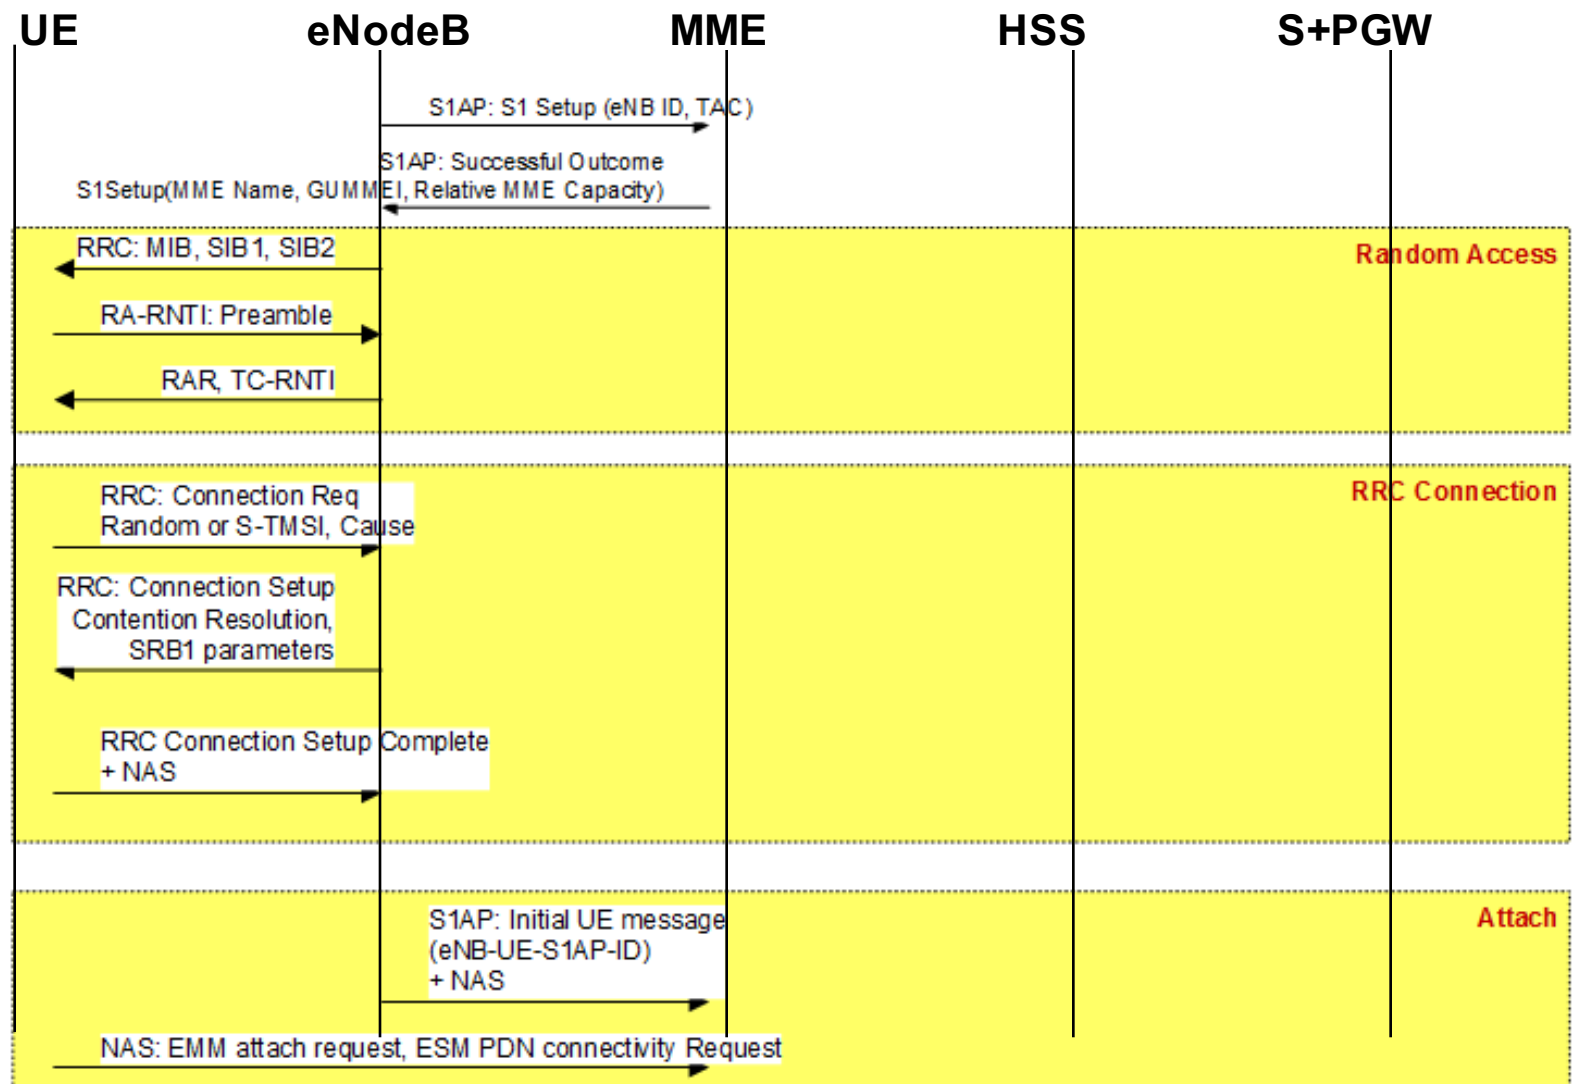 UE eNodeB MME HSS S+PGW
S1AP: S1 Setup (eNB ID, TAC)
S1AP: Successful Outcome
S1Setup(MME Name, GUMMEI, Relative MME Capacity)
RRC: MIB, SIB1, SIB2
Random Access
RA-RNTI: Preamble
RAR, TC-RNTI
RRC: Connection Req
RRC Connection
Random or S-TMSI, Cause
RRC: Connection Setup
Contention Resolution,
SRB1 parameters
RRC Connection Setup Complete
+ NAS
S1AP: Initial UE message
Attach
(eNB-UE-S1AP-ID)
+ NAS
NAS: EMM attach request, ESM PDN connectivity Request